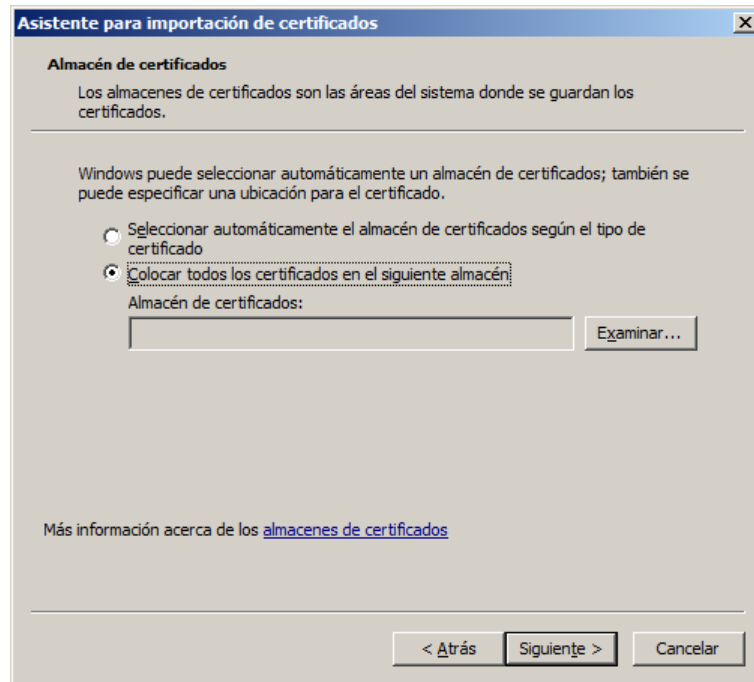 Asistente para importación de certificados
Almacén de certificados
Los almacenes de certificados son las áreas del sistema donde se guardan los
certificados.
Windows puede seleccionar automáticamente un almacén de certificados; también se
puede especificar una ubicación para el certificado.
Seleccionar automáticamente el almacén de certificados según el tipo de
certificado
Colocar todos los certificados en el siguiente almacén
Almacén de certificados:
Examinar...
Más información acerca de los almacenes de certificados
< Atrás Siguiente > Cancelar